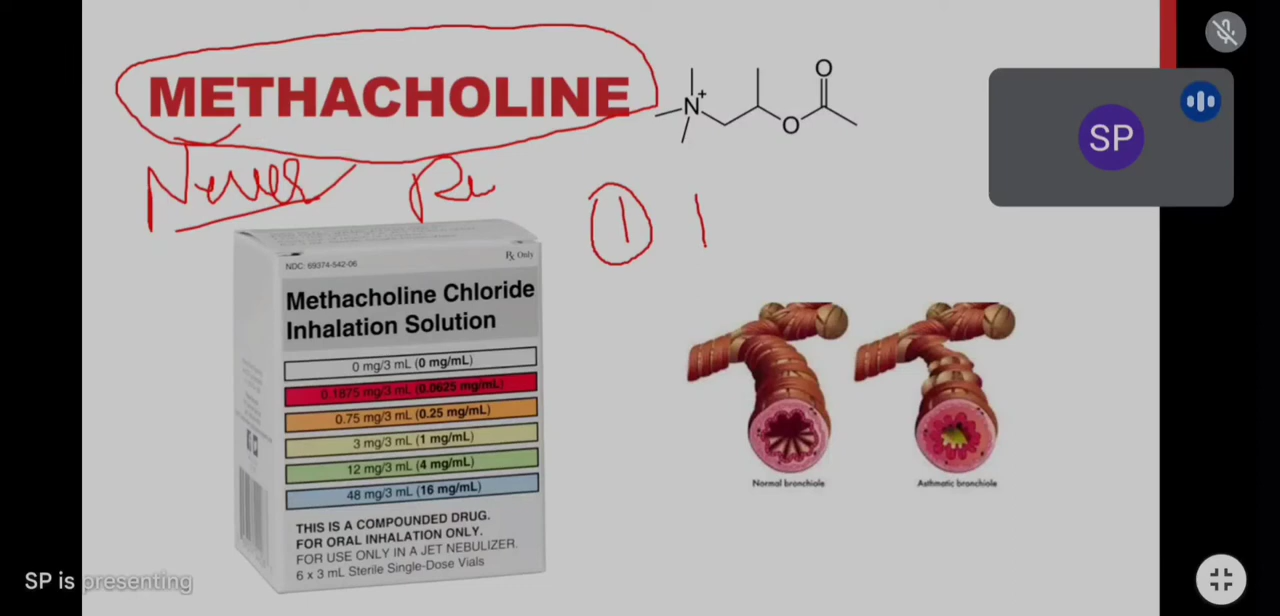 METHACHOLINE
N+
O
O
SP
Never
1
NDC: 69374-542-06
Rx Only
Methacholine Chloride
Inhalation Solution
0 mg/3 mL (0 mg/mL)
0.1875 mg/3 mL (0.0625 mg/mL)
0.75 mg/3 mL (0.25 mg/mL)
3 mg/3 mL (1 mg/mL)
12 mg/3 mL (4 mg/mL)
48 mg/3 mL (16 mg/mL)
THIS IS A COMPOUNDED DRUG.
FOR ORAL INHALATION ONLY.
FOR USE ONLY IN A JET NEBULIZER.
6 x 3 mL Sterile Single-Dose Vials
Normal bronchiole
Asthmatic bronchiole
SP is presenting